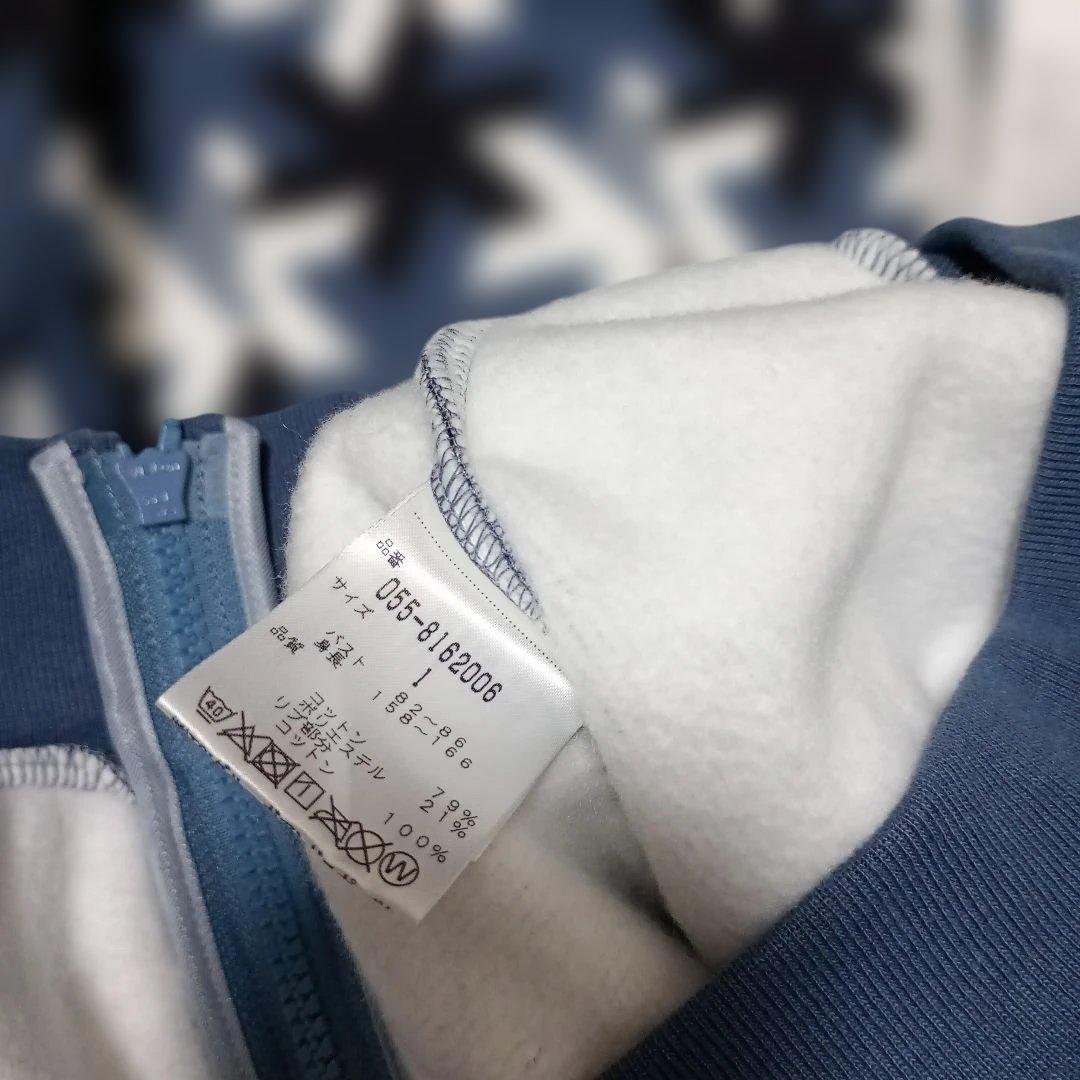 品番
055-8162006
サイズ 1
バスト 82～86
身長 158～166
品質
コットン 79%
ポリエステル 21%
リブ部分
コットン 100%
40
W